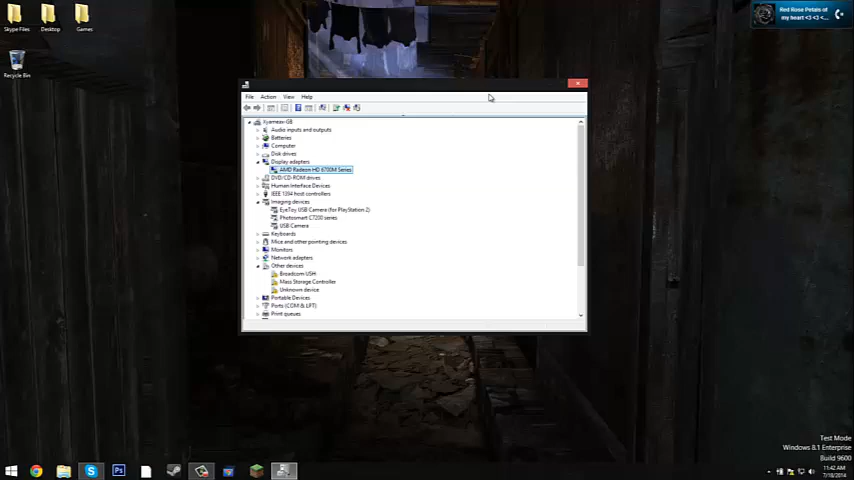 Skype Files
Desktop
Games
Recycle Bin
Red Rose Petals of
my heart <3 <3 <...
File Action View Help
Xyameax-GB
Audio inputs and outputs
Batteries
Computer
Disk drives
Display adapters
AMD Radeon HD 6700M Series
DVD/CD-ROM drives
Human Interface Devices
IEEE 1394 host controllers
Imaging devices
EyeToy USB Camera (for PlayStation 2)
Photosmart C7200 series
USB Camera
Keyboards
Mice and other pointing devices
Monitors
Network adapters
Other devices
Broadcom USH
Mass Storage Controller
Unknown device
Portable Devices
Ports (COM & LPT)
Print queues
Test Mode
Windows 8.1 Enterprise
Build 9600
11:42 AM
7/18/2014